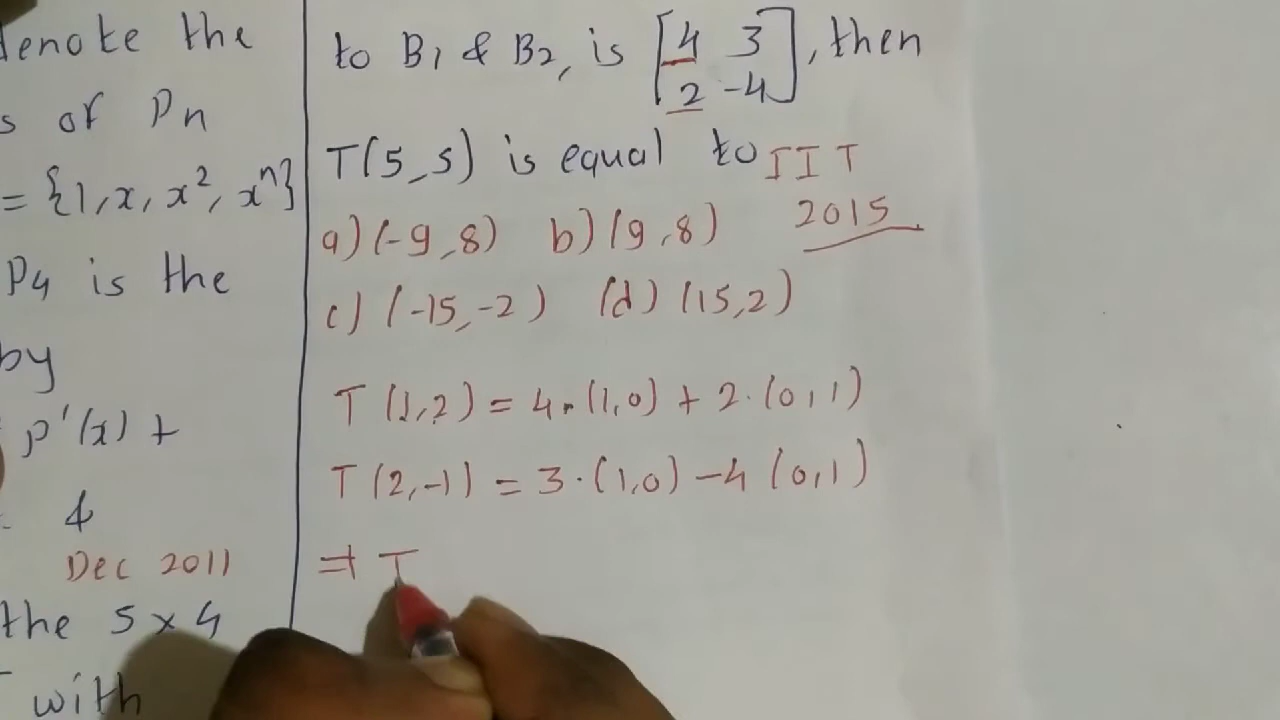 denote the
s of Pn
= {1, x, x², xⁿ}
P4 is the
by
p'(x) +
&
Dec 2011
the 5 x 4
with
to B1 & B2, is [4 3
2 -4], then
T(5, 5) is equal to IIT
2015
a) (-9, 8) b) (9, 8)
c) (-15, -2) (d) (15, 2)
T (1, 2) = 4. (1, 0) + 2. (0, 1)
T (2, -1) = 3. (1, 0) - 4 (0, 1)
⇒ T